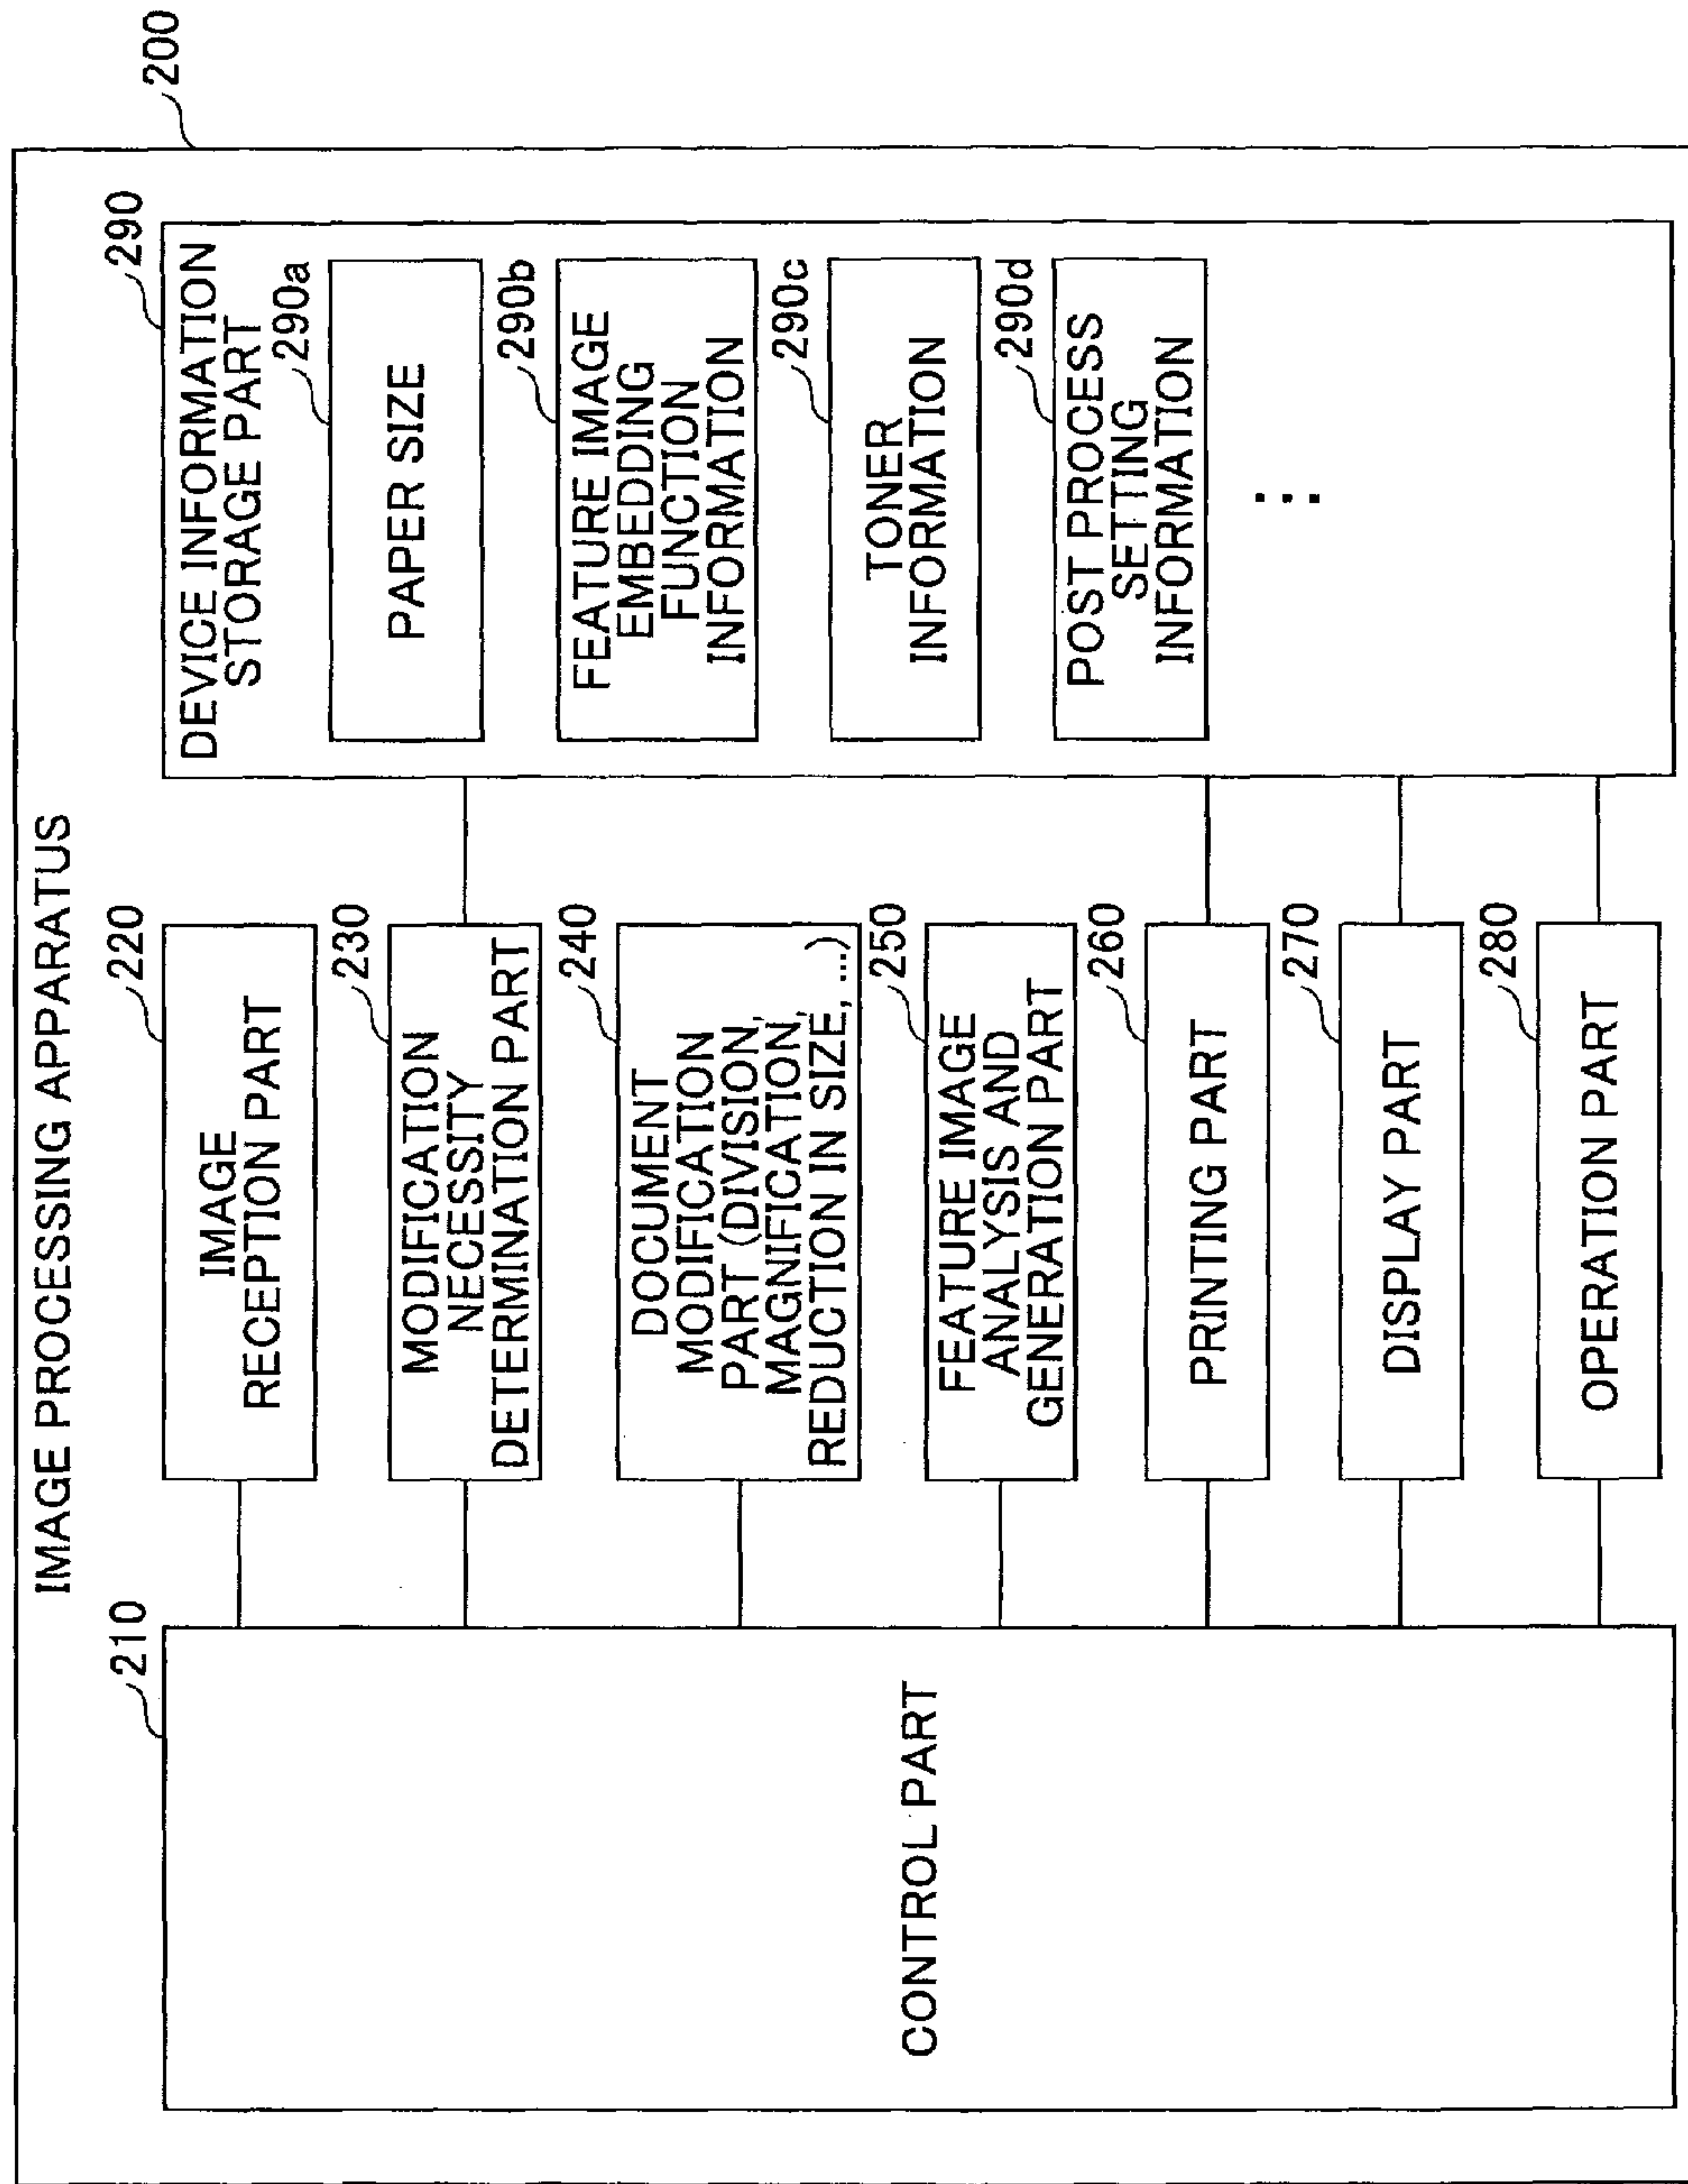 IMAGE PROCESSING APPARATUS
200
210
CONTROL PART
220
IMAGE
RECEPTION PART
230
MODIFICATION
NECESSITY
DETERMINATION PART
240
DOCUMENT
MODIFICATION
PART (DIVISION,
MAGNIFICATION,
REDUCTION IN SIZE, ...)
250
FEATURE IMAGE
ANALYSIS AND
GENERATION PART
260
PRINTING PART
270
DISPLAY PART
280
OPERATION PART
290
DEVICE INFORMATION
STORAGE PART
290a
PAPER SIZE
290b
FEATURE IMAGE
EMBEDDING
FUNCTION
INFORMATION
290c
TONER
INFORMATION
290d
POST PROCESS
SETTING
INFORMATION
...